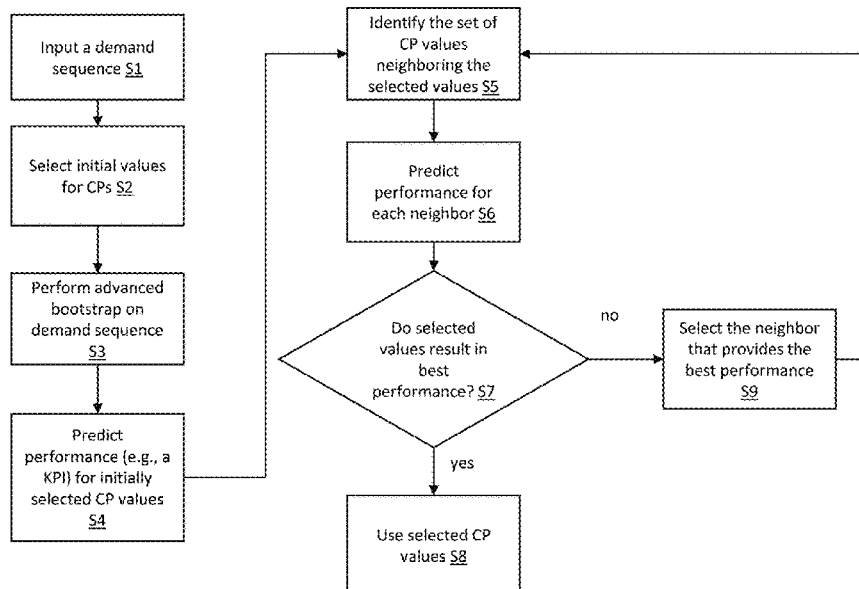 Input a demand
sequence S1
Select initial values
for CPs S2
Perform advanced
bootstrap on
demand sequence
S3
Predict
performance (e.g., a
KPI) for initially
selected CP values
S4
Identify the set of
CP values
neighboring the
selected values S5
Predict
performance for
each neighbor S6
Do selected
values result in
best
performance? S7
no
yes
Select the neighbor
that provides the
best performance
S9
Use selected CP
values S8